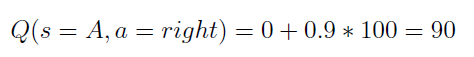 Q(s = A, a = right) = 0 + 0.9 * 100 = 90